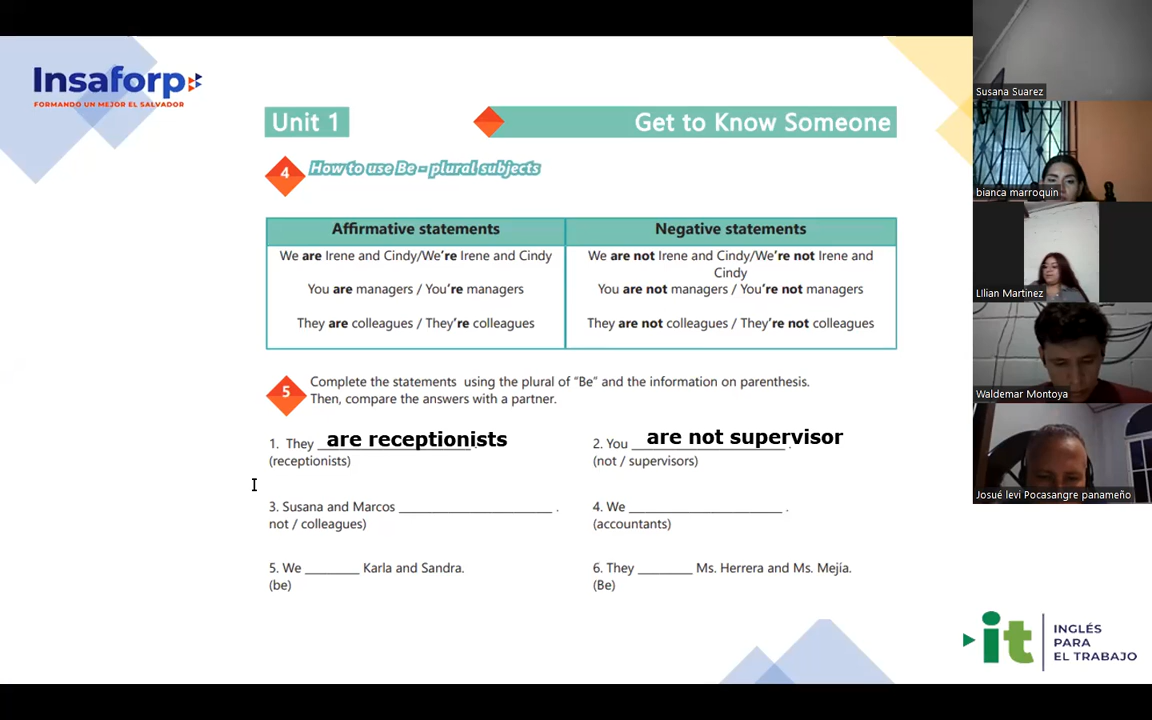 Insaforp
FORMANDO UN MEJOR EL SALVADOR
Unit 1
Get to Know Someone
4
How to use Be - plural subjects
Affirmative statements
Negative statements
We are Irene and Cindy/We're Irene and Cindy
We are not Irene and Cindy/We're not Irene and
Cindy
You are managers / You're managers
You are not managers / You're not managers
They are colleagues / They're colleagues
They are not colleagues / They're not colleagues
5
Complete the statements using the plural of "Be" and the information on parenthesis.
Then, compare the answers with a partner.
1. They are receptionists .
(receptionists)
2. You are not supervisor .
(not / supervisors)
3. Susana and Marcos ______________________ .
not / colleagues)
4. We ______________________ .
(accountants)
5. We ________ Karla and Sandra.
(be)
6. They ________ Ms. Herrera and Ms. Mejía.
(Be)
it
INGLÉS
PARA
EL TRABAJO
Susana Suarez
bianca marroquin
LIlian Martinez
Waldemar Montoya
Josué levi Pocasangre panameño